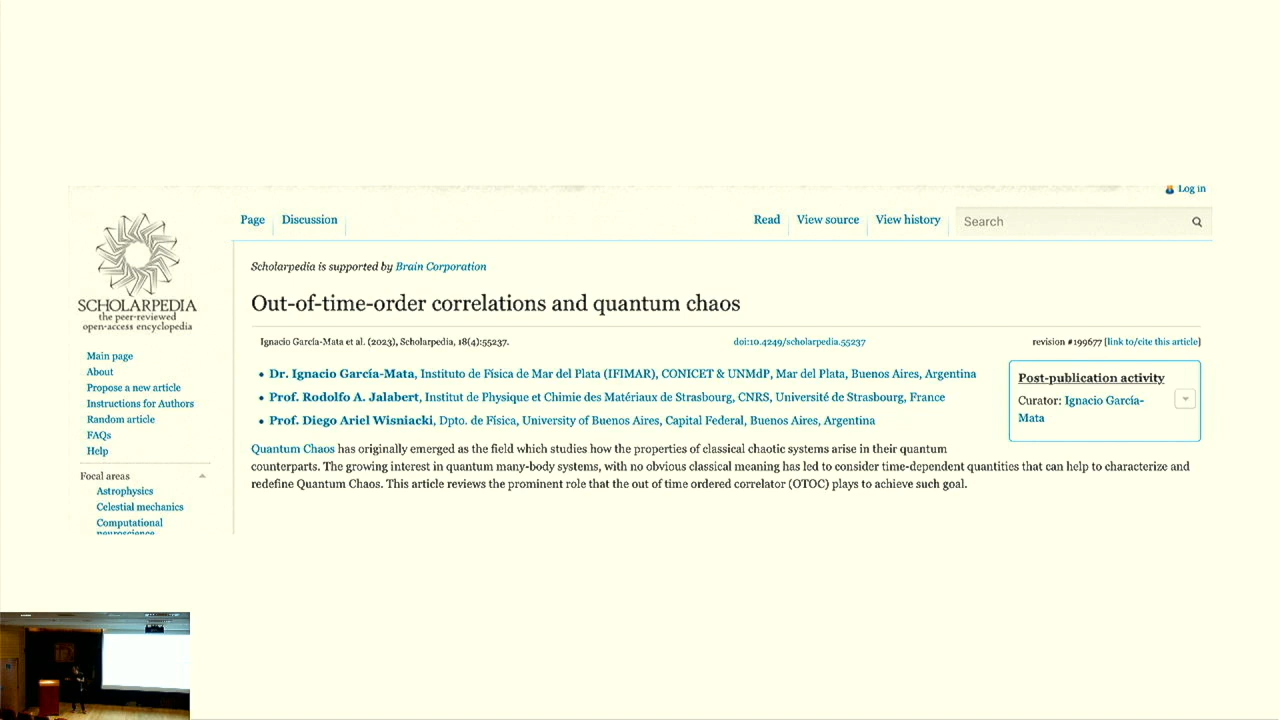 Log in
Page
Discussion
Read
View source
View history
Search
SCHOLARPEDIA
the peer-reviewed
open-access encyclopedia
Main page
About
Propose a new article
Instructions for Authors
Random article
FAQs
Help
Focal areas
Astrophysics
Celestial mechanics
Computational
neuroscience
Scholarpedia is supported by Brain Corporation
Out-of-time-order correlations and quantum chaos
Ignacio García-Mata et al. (2023), Scholarpedia, 18(4):55237.
doi:10.4249/scholarpedia.55237
revision #199677 [link to/cite this article]
• Dr. Ignacio García-Mata, Instituto de Física de Mar del Plata (IFIMAR), CONICET & UNMdP, Mar del Plata, Buenos Aires, Argentina
• Prof. Rodolfo A. Jalabert, Institut de Physique et Chimie des Matériaux de Strasbourg, CNRS, Université de Strasbourg, France
• Prof. Diego Ariel Wisniacki, Dpto. de Física, University of Buenos Aires, Capital Federal, Buenos Aires, Argentina
Post-publication activity
Curator: Ignacio García-
Mata
Quantum Chaos has originally emerged as the field which studies how the properties of classical chaotic systems arise in their quantum
counterparts. The growing interest in quantum many-body systems, with no obvious classical meaning has led to consider time-dependent quantities that can help to characterize and
redefine Quantum Chaos. This article reviews the prominent role that the out of time ordered correlator (OTOC) plays to achieve such goal.